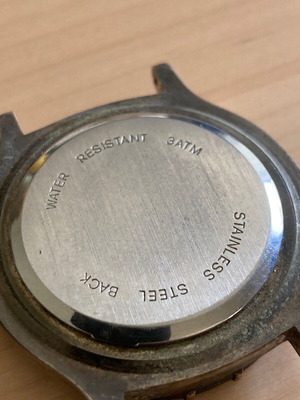 WATER RESISTANT 3ATM
STAINLESS STEEL BACK